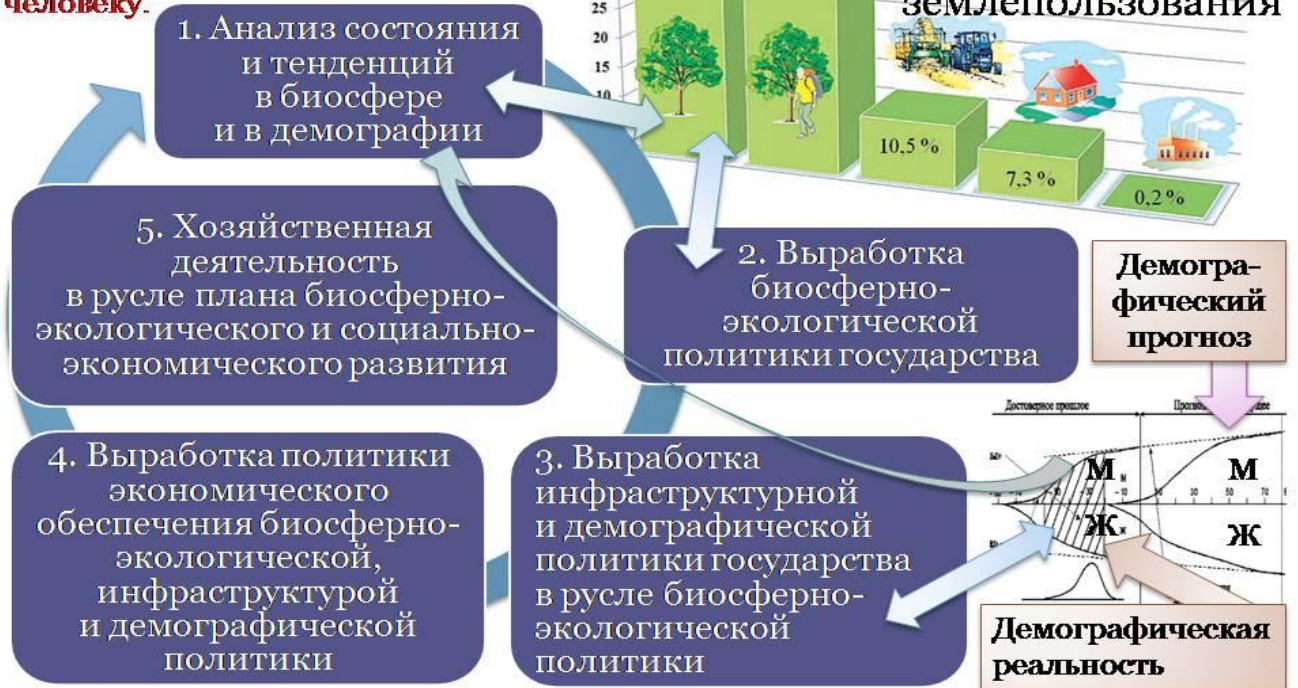 человеку.
землепользования
25
20
15
10
10,5 %
7,3 %
0,2 %
1. Анализ состояния
и тенденций
в биосфере
и в демографии
5. Хозяйственная
деятельность
в русле плана биосферно-
экологического и социально-
экономического развития
2. Выработка
биосферно-
экологической
политики государства
Демогра-
фический
прогноз
4. Выработка политики
экономического
обеспечения биосферно-
экологической,
инфраструктурой
и демографической
политики
3. Выработка
инфраструктурной
и демографической
политики государства
в русле биосферно-
экологической
политики
Достоверное прошлое
М
М
Ж
Ж
Демографическая
реальность